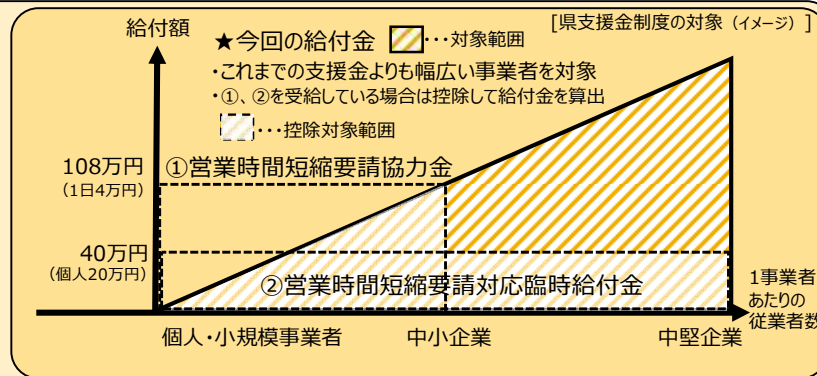 [県支援金制度の対象（イメージ）]
給付額
★今回の給付金 ･･･対象範囲
・これまでの支援金よりも幅広い事業者を対象
・①、②を受給している場合は控除して給付金を算出
･･･控除対象範囲
108万円
（1日4万円）
①営業時間短縮要請協力金
40万円
（個人20万円）
②営業時間短縮要請対応臨時給付金
1事業者
あたりの
従業者数
個人・小規模事業者
中小企業
中堅企業